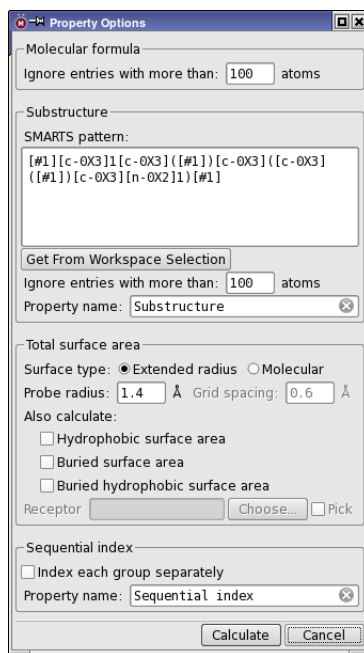 Property Options
Molecular formula
Ignore entries with more than: 100 atoms
Substructure
SMARTS pattern:
[#1][c-0X3]1[c-0X3]([#1])[c-0X3]([c-0X3]
([#1])[c-0X3][n-0X2]1)[#1]
Get From Workspace Selection
Ignore entries with more than: 100 atoms
Property name: Substructure
Total surface area
Surface type: Extended radius Molecular
Probe radius: 1.4 Å Grid spacing: 0.6 Å
Also calculate:
Hydrophobic surface area
Buried surface area
Buried hydrophobic surface area
Receptor Choose... Pick
Sequential index
Index each group separately
Property name: Sequential index
Calculate Cancel